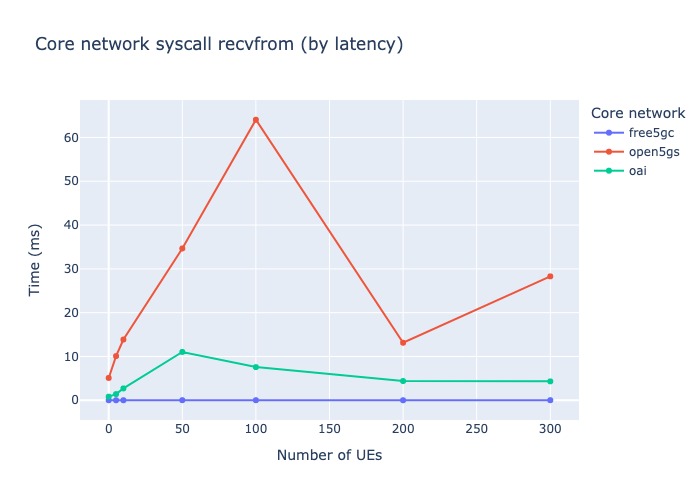 Core network syscall recvfrom (by latency)
Core network
free5gc
open5gs
oai
60
50
40
30
20
10
0
Time (ms)
0 50 100 150 200 250 300
Number of UEs